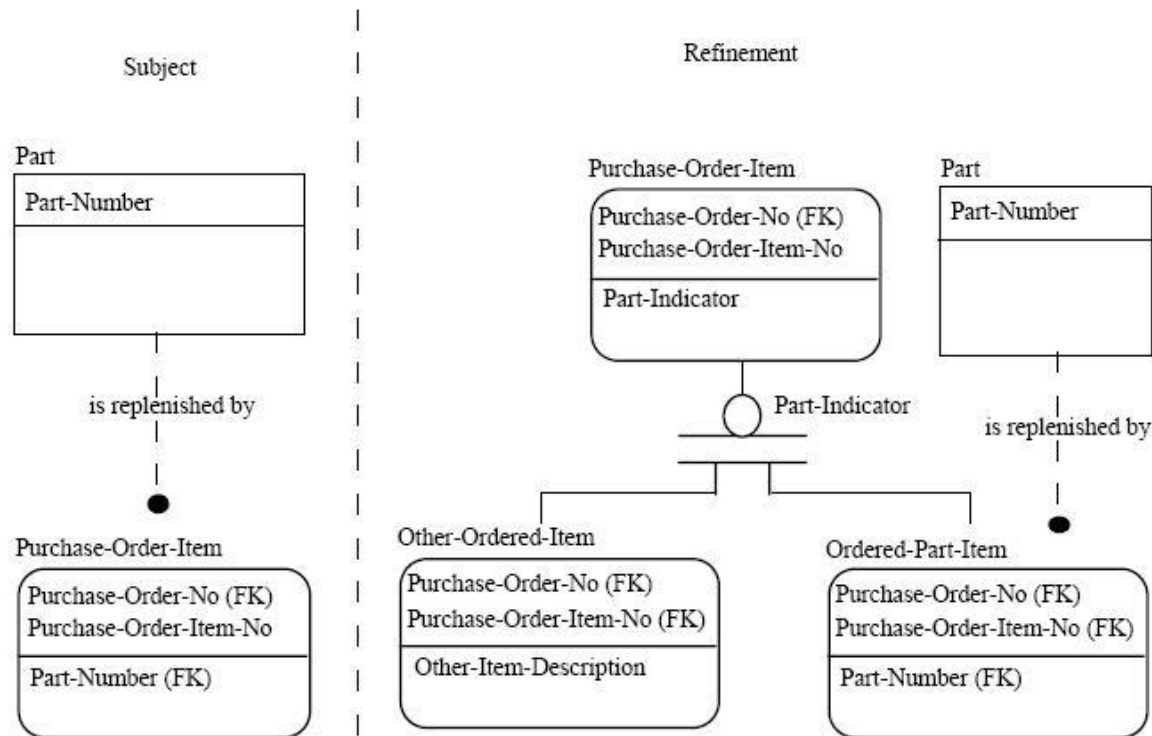 Subject
Part
Part-Number
is replenished by
Purchase-Order-Item
Purchase-Order-No (FK)
Purchase-Order-Item-No
Part-Number (FK)
Refinement
Purchase-Order-Item
Purchase-Order-No (FK)
Purchase-Order-Item-No
Part-Indicator
Part-Indicator
Part
Part-Number
is replenished by
Other-Ordered-Item
Purchase-Order-No (FK)
Purchase-Order-Item-No (FK)
Other-Item-Description
Ordered-Part-Item
Purchase-Order-No (FK)
Purchase-Order-Item-No (FK)
Part-Number (FK)